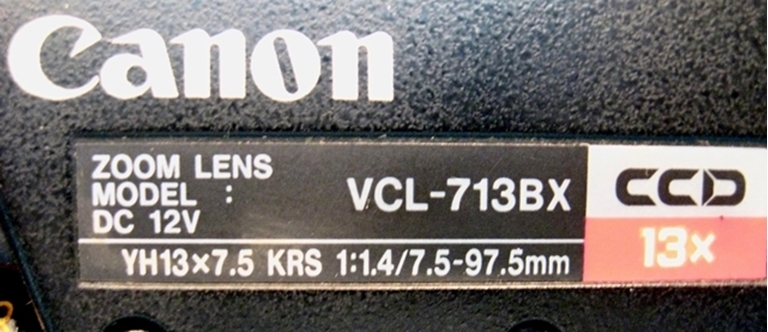 Canon
ZOOM LENS
MODEL : VCL-713BX
DC 12V
YH13×7.5 KRS 1:1.4/7.5-97.5mm
CCD
13×